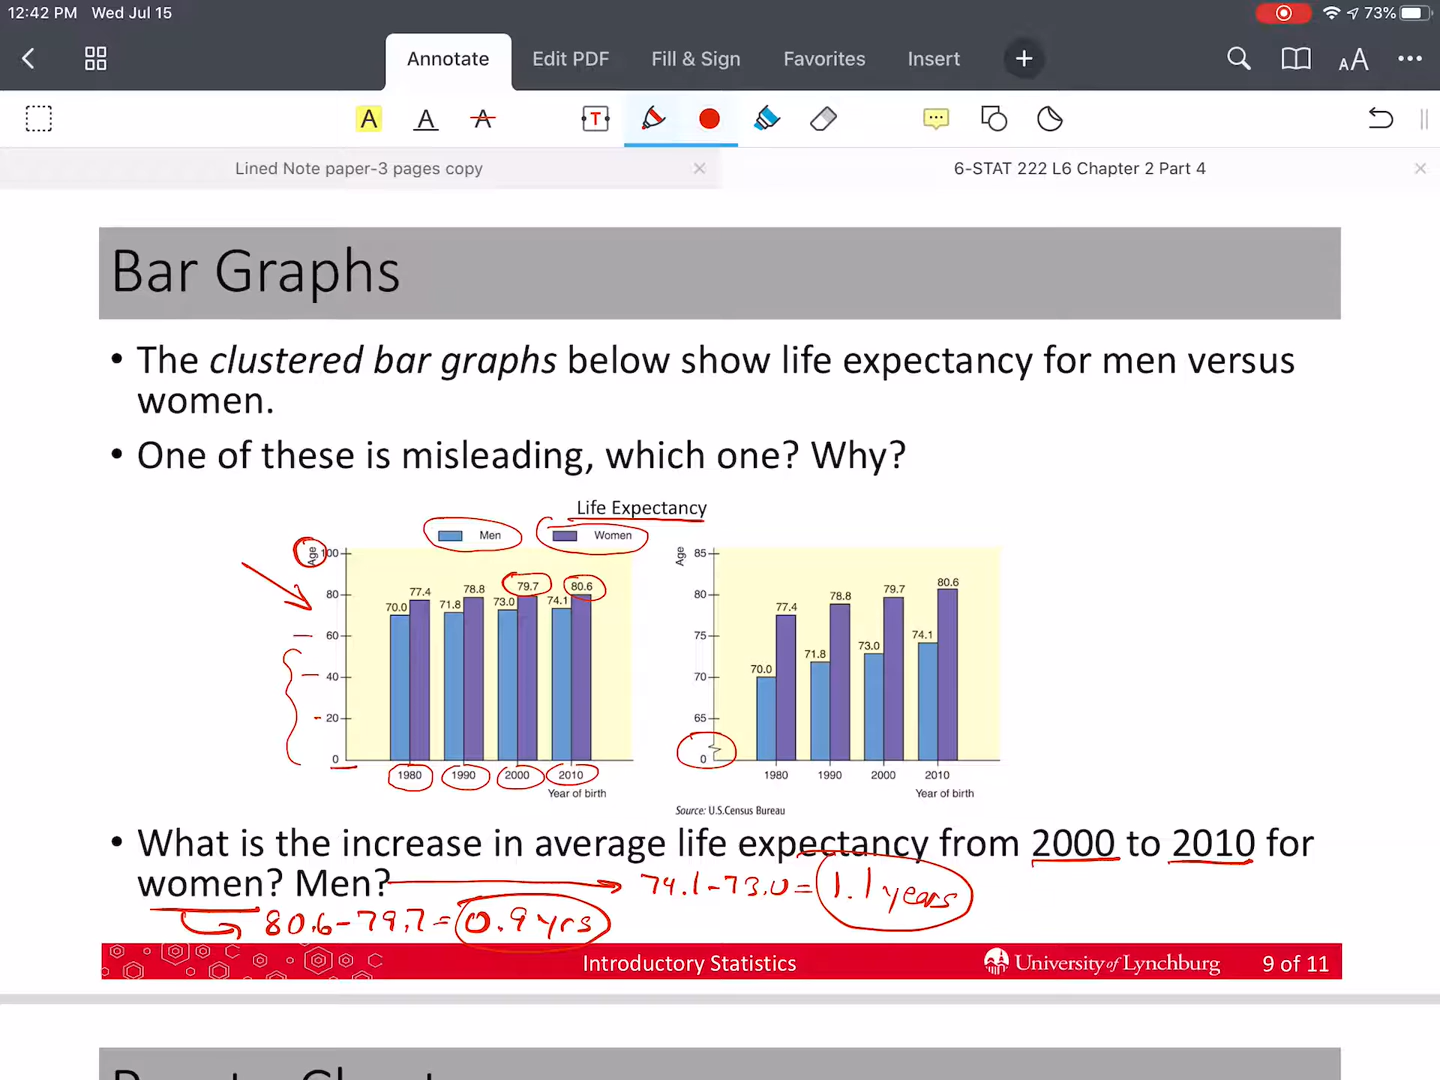 12:42 PM Wed Jul 15
73%
Annotate Edit PDF Fill & Sign Favorites Insert +
AA
A A A T
Lined Note paper-3 pages copy
6-STAT 222 L6 Chapter 2 Part 4
Bar Graphs
• The clustered bar graphs below show life expectancy for men versus
women.
• One of these is misleading, which one? Why?
Life Expectancy
Men Women
Age
100
80
60
40
20
0
70.0 77.4 71.8 78.8 73.0 79.7 74.1 80.6
1980 1990 2000 2010
Year of birth
Age
85
80
75
70
65
0
70.0 77.4 71.8 78.8 73.0 79.7 74.1 80.6
1980 1990 2000 2010
Year of birth
Source: U.S.Census Bureau
• What is the increase in average life expectancy from 2000 to 2010 for
women? Men?
74.1-73.0= 1.1 years
80.6-79.7= 0.9 yrs
Introductory Statistics
University of Lynchburg
9 of 11